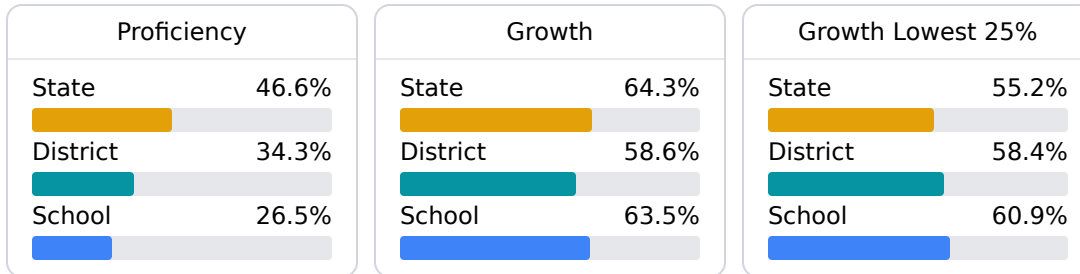 Proficiency
State 46.6%
District 34.3%
School 26.5%
Growth
State 64.3%
District 58.6%
School 63.5%
Growth Lowest 25%
State 55.2%
District 58.4%
School 60.9%